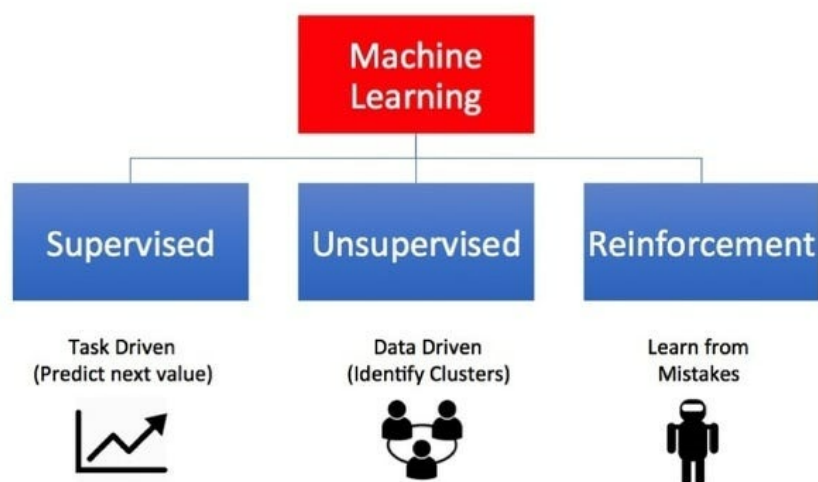 Machine
Learning
Supervised
Unsupervised
Reinforcement
Task Driven
(Predict next value)
Data Driven
(Identify Clusters)
Learn from
Mistakes